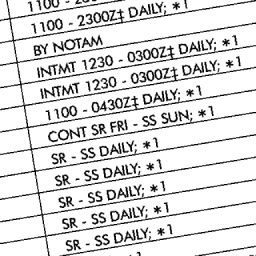 1100 - 2300Z‡ DAILY; ∗1
BY NOTAM
INTMT 1230 - 0300Z‡ DAILY; ∗1
INTMT 1230 - 0300Z‡ DAILY; ∗1
1100 - 0430Z‡ DAILY; ∗1
CONT SR FRI - SS SUN; ∗1
SR - SS DAILY; ∗1
SR - SS DAILY; ∗1
SR - SS DAILY; ∗1
SR - SS DAILY; ∗1
SR - SS DAILY; ∗1